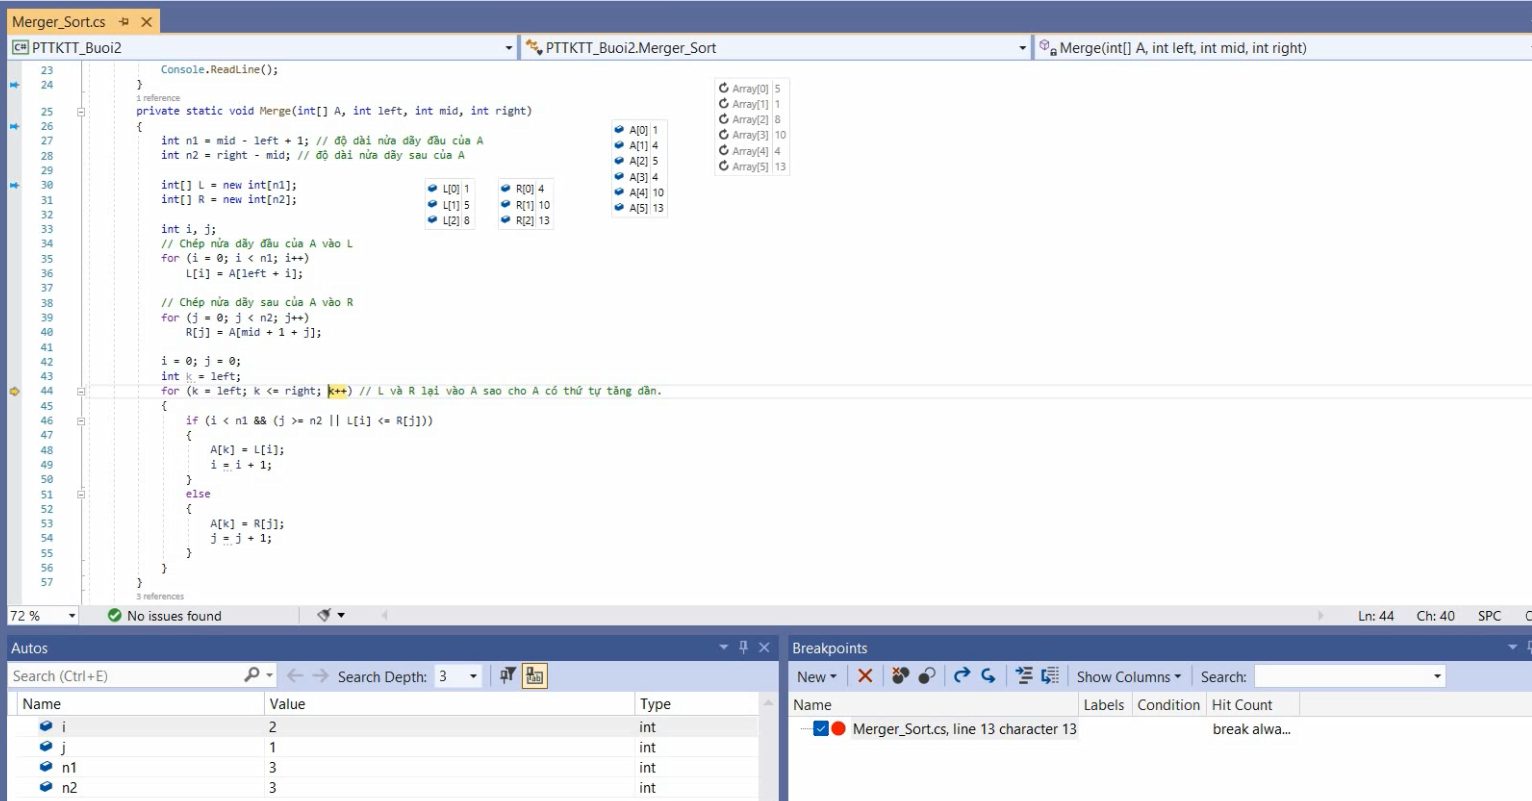 Merger_Sort.cs
C# PTTKTT_Buoi2
PTTKTT_Buoi2.Merger_Sort
Merge(int[] A, int left, int mid, int right)
23 Console.ReadLine();
24 }
1 reference
25 private static void Merge(int[] A, int left, int mid, int right)
26 {
27 int n1 = mid - left + 1; // độ dài nửa dãy đầu của A
28 int n2 = right - mid; // độ dài nửa dãy sau của A
29
30 int[] L = new int[n1];
31 int[] R = new int[n2];
32
33 int i, j;
34 // Chép nửa dãy đầu của A vào L
35 for (i = 0; i < n1; i++)
36 L[i] = A[left + i];
37
38 // Chép nửa dãy sau của A vào R
39 for (j = 0; j < n2; j++)
40 R[j] = A[mid + 1 + j];
41
42 i = 0; j = 0;
43 int k = left;
44 for (k = left; k <= right; k++) // L và R lại vào A sao cho A có thứ tự tăng dần.
45 {
46 if (i < n1 && (j >= n2 || L[i] <= R[j]))
47 {
48 A[k] = L[i];
49 i = i + 1;
50 }
51 else
52 {
53 A[k] = R[j];
54 j = j + 1;
55 }
56 }
57 }
3 references
L[0] 1
L[1] 5
L[2] 8
R[0] 4
R[1] 10
R[2] 13
A[0] 1
A[1] 4
A[2] 5
A[3] 4
A[4] 10
A[5] 13
Array[0] 5
Array[1] 1
Array[2] 8
Array[3] 10
Array[4] 4
Array[5] 13
72 %
No issues found
Ln: 44 Ch: 40 SPC
Autos
Search (Ctrl+E)
Search Depth: 3
Name Value Type
i 2 int
j 1 int
n1 3 int
n2 3 int
Breakpoints
New
Show Columns
Search:
Name Labels Condition Hit Count
Merger_Sort.cs, line 13 character 13 break alwa...